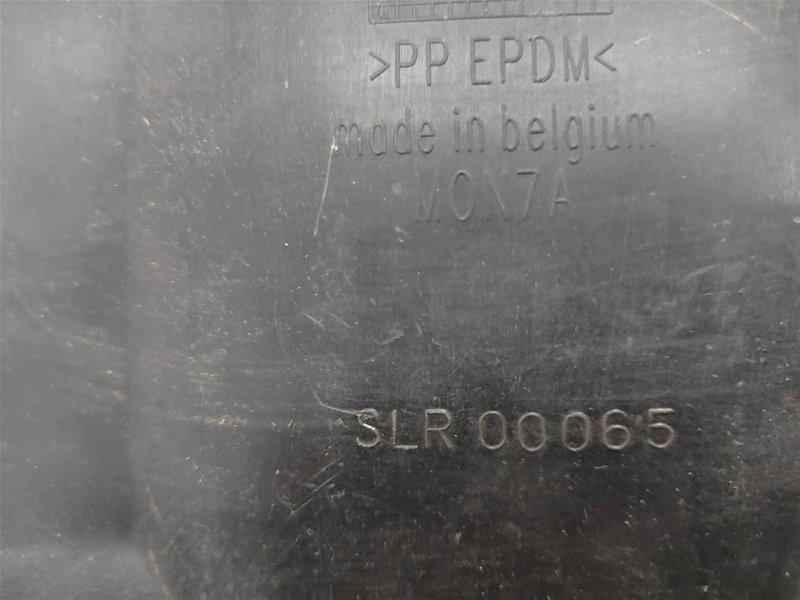 >PP EPDM<
made in belgium
SLR 00065